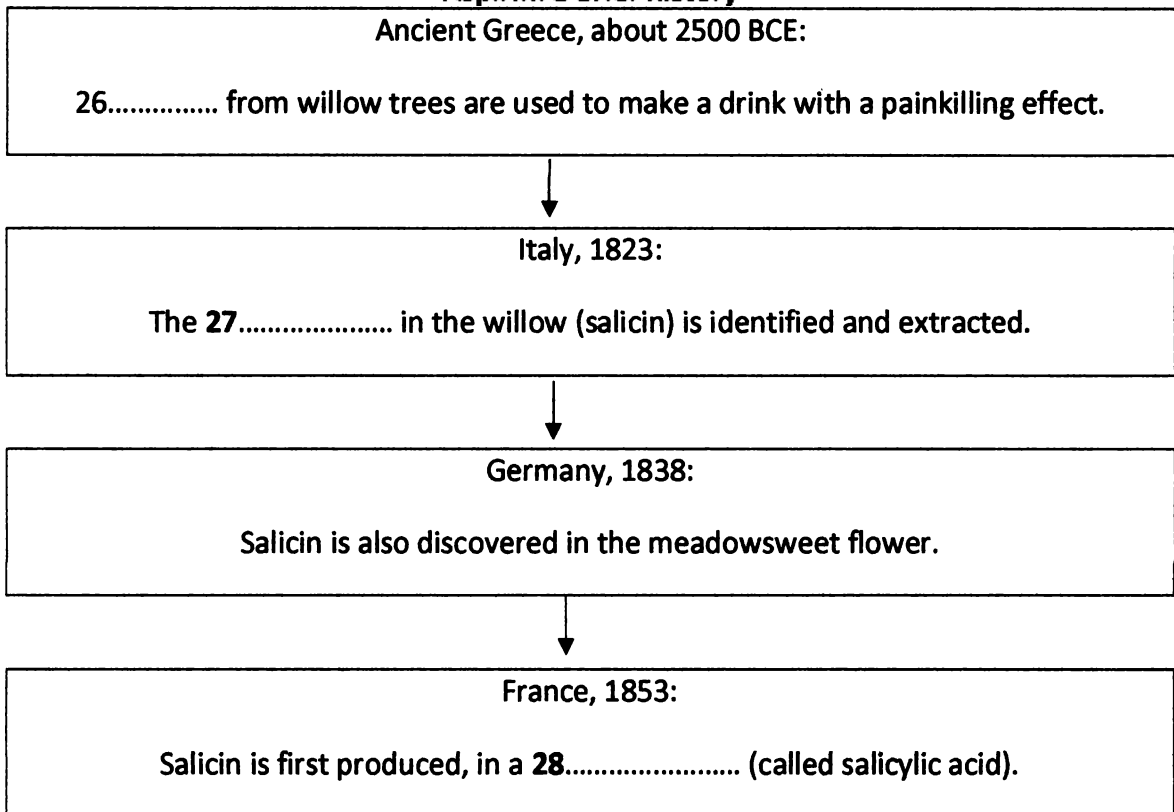 Ancient Greece, about 2500 BCE:
26............... from willow trees are used to make a drink with a painkilling effect.
Italy, 1823:
The 27..................... in the willow (salicin) is identified and extracted.
Germany, 1838:
Salicin is also discovered in the meadowsweet flower.
France, 1853:
Salicin is first produced, in a 28........................ (called salicylic acid).